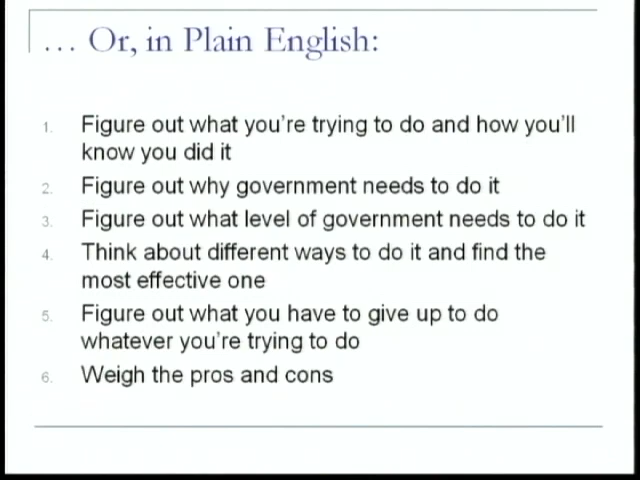 ... Or, in Plain English:
1. Figure out what you're trying to do and how you'll
know you did it
2. Figure out why government needs to do it
3. Figure out what level of government needs to do it
4. Think about different ways to do it and find the
most effective one
5. Figure out what you have to give up to do
whatever you're trying to do
6. Weigh the pros and cons